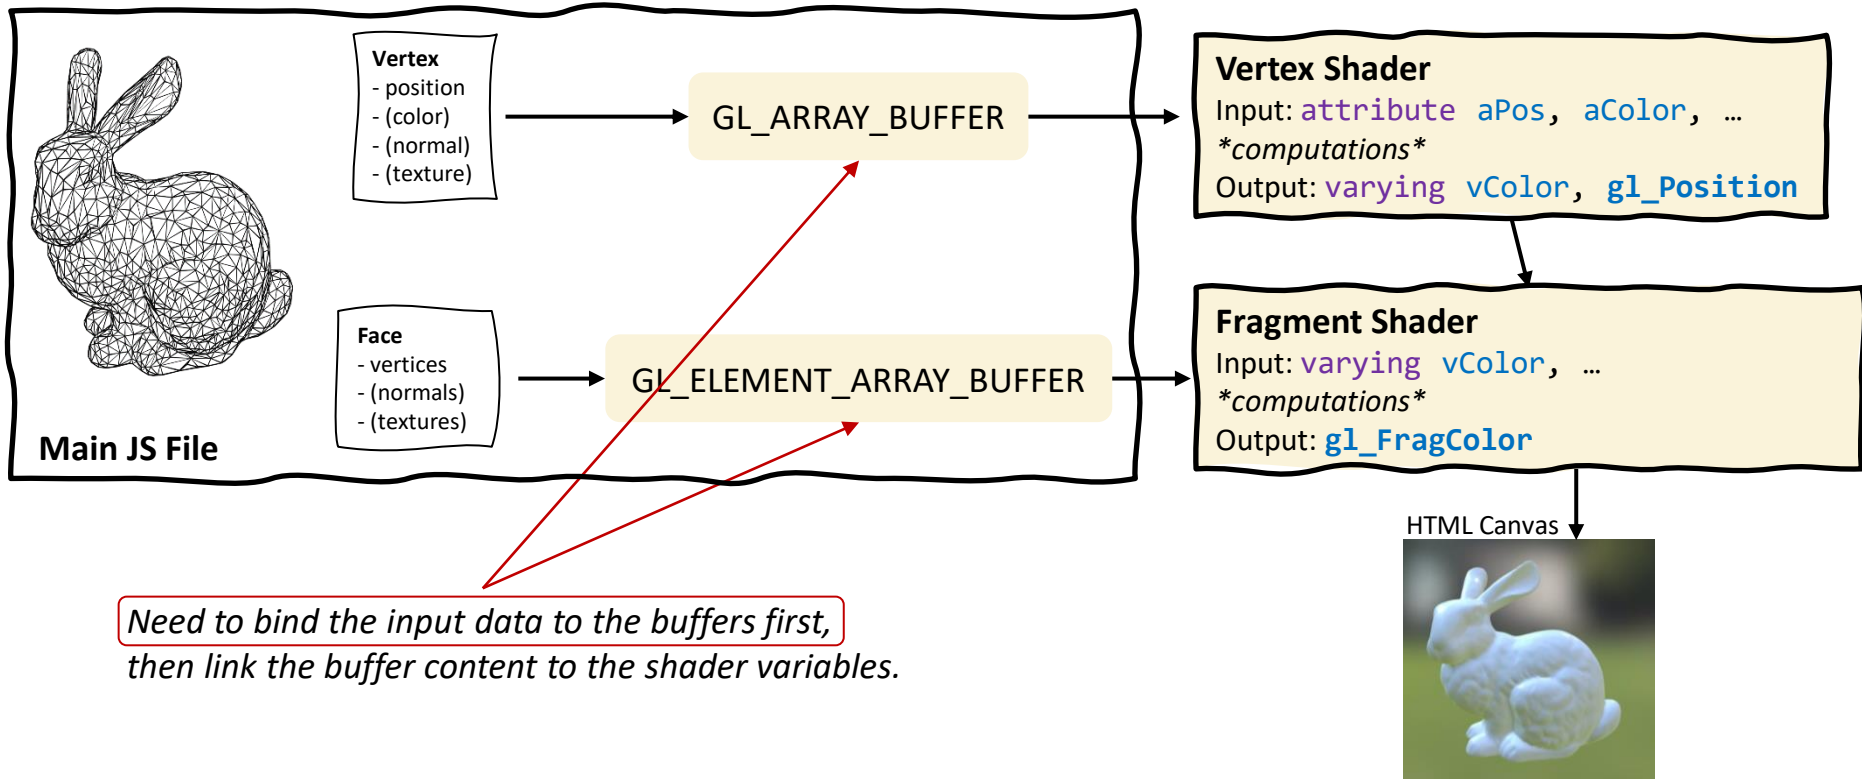 Vertex
- position
- (color)
- (normal)
- (texture)
GL_ARRAY_BUFFER
Vertex Shader
Input: attribute aPos, aColor, …
*computations*
Output: varying vColor, gl_Position
Face
- vertices
- (normals)
- (textures)
GL_ELEMENT_ARRAY_BUFFER
Main JS File
Fragment Shader
Input: varying vColor, …
*computations*
Output: gl_FragColor
HTML Canvas
Need to bind the input data to the buffers first,
then link the buffer content to the shader variables.